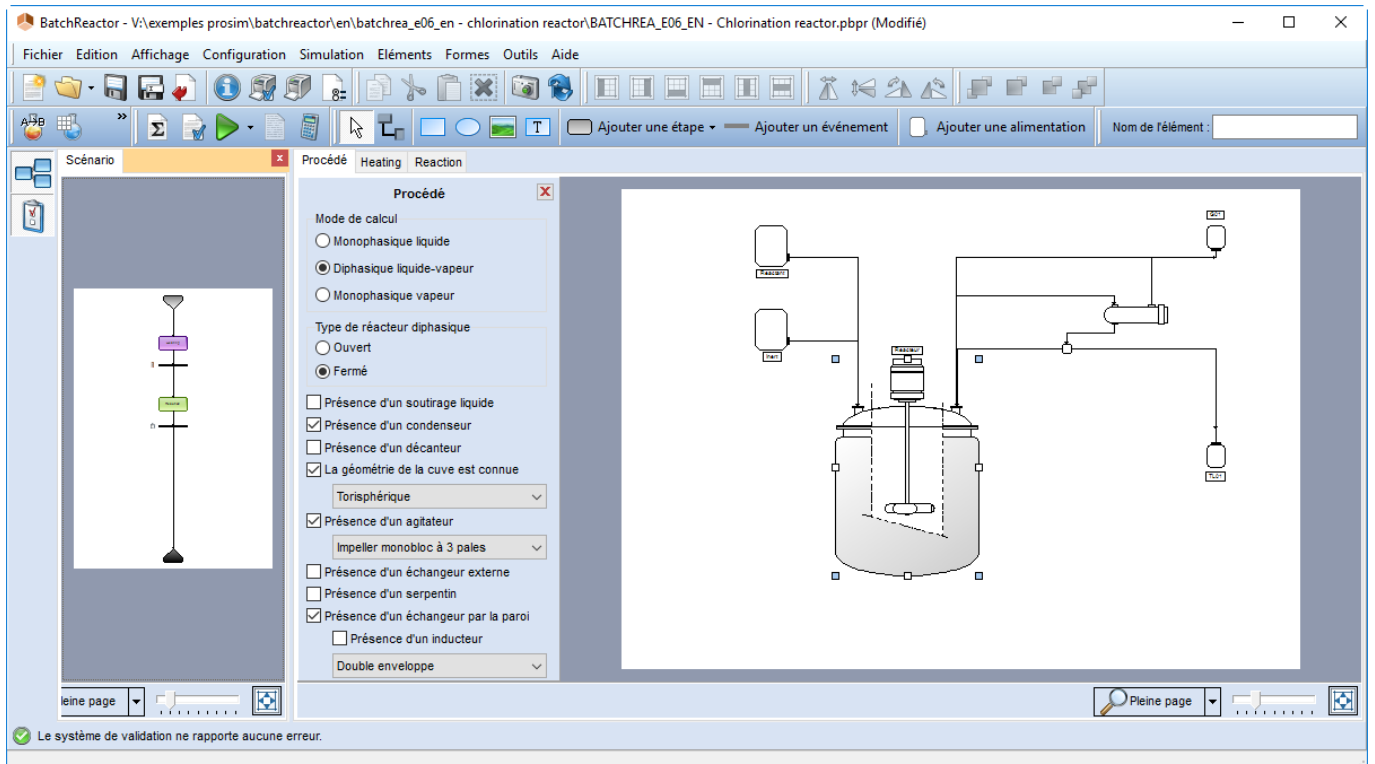 BatchReactor - V:\exemples prosim\batchreactor\en\batchrea_e06_en - chlorination reactor\BATCHREA_E06_EN - Chlorination reactor.pbpr (Modifié)
Fichier Edition Affichage Configuration Simulation Eléments Formes Outils Aide
Ajouter une étape Ajouter un événement Ajouter une alimentation Nom de l'élément :
Scénario
Procédé Heating Reaction
Procédé
Mode de calcul
Monophasique liquide
Diphasique liquide-vapeur
Monophasique vapeur
Type de réacteur diphasique
Ouvert
Fermé
Présence d'un soutirage liquide
Présence d'un condenseur
Présence d'un décanteur
La géométrie de la cuve est connue
Torisphérique
Présence d'un agitateur
Impeller monobloc à 3 pales
Présence d'un échangeur externe
Présence d'un serpentin
Présence d'un échangeur par la paroi
Présence d'un inducteur
Double enveloppe
Reactant
Inert
Reacteur
TL01
leine page
Pleine page
Le système de validation ne rapporte aucune erreur.